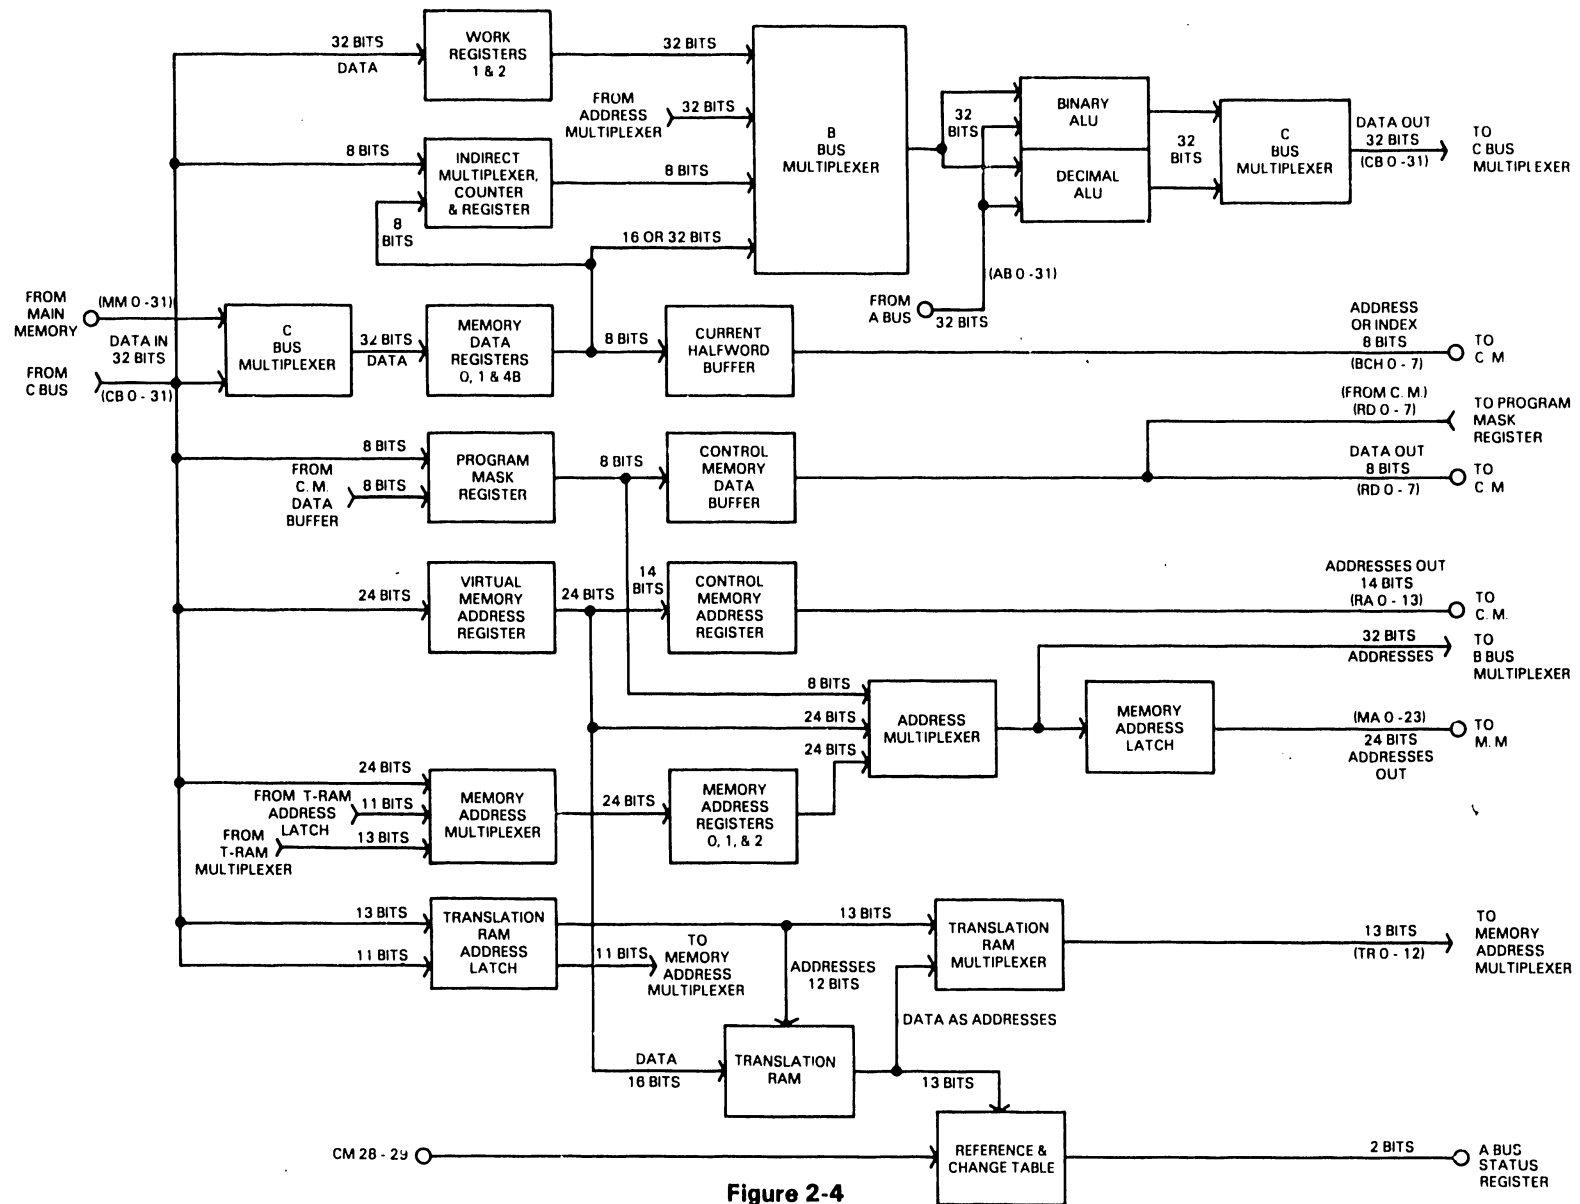 32 BITS
DATA
WORK
REGISTERS
1 & 2
32 BITS
FROM
ADDRESS
MULTIPLEXER
32 BITS
8 BITS
INDIRECT
MULTIPLEXER,
COUNTER
& REGISTER
8 BITS
8
BITS
16 OR 32 BITS
B
BUS
MULTIPLEXER
32
BITS
BINARY
ALU
DECIMAL
ALU
32
BITS
C
BUS
MULTIPLEXER
DATA OUT
32 BITS
(CB 0 - 31)
TO
C BUS
MULTIPLEXER
(AB 0 - 31)
FROM
A BUS
32 BITS
FROM
MAIN
MEMORY
(MM 0 - 31)
DATA IN
32 BITS
FROM
C BUS
(CB 0 - 31)
C
BUS
MULTIPLEXER
32 BITS
DATA
MEMORY
DATA
REGISTERS
0, 1 & 4B
8 BITS
CURRENT
HALFWORD
BUFFER
ADDRESS
OR INDEX
8 BITS
(BCH 0 - 7)
TO
C M
(FROM C. M.)
(RD 0 - 7)
TO PROGRAM
MASK
REGISTER
8 BITS
FROM
C. M.
DATA
BUFFER
8 BITS
PROGRAM
MASK
REGISTER
8 BITS
CONTROL
MEMORY
DATA
BUFFER
DATA OUT
8 BITS
(RD 0 - 7)
TO
C M
24 BITS
VIRTUAL
MEMORY
ADDRESS
REGISTER
24 BITS
14
BITS
CONTROL
MEMORY
ADDRESS
REGISTER
ADDRESSES OUT
14 BITS
(RA 0 - 13)
TO
C. M.
32 BITS
ADDRESSES
TO
B BUS
MULTIPLEXER
8 BITS
24 BITS
24 BITS
ADDRESS
MULTIPLEXER
MEMORY
ADDRESS
LATCH
(MA 0 - 23)
24 BITS
ADDRESSES
OUT
TO
M. M
24 BITS
FROM T-RAM
ADDRESS
LATCH
11 BITS
FROM
T-RAM
MULTIPLEXER
13 BITS
MEMORY
ADDRESS
MULTIPLEXER
24 BITS
MEMORY
ADDRESS
REGISTERS
0, 1, & 2
13 BITS
11 BITS
TRANSLATION
RAM
ADDRESS
LATCH
11 BITS
TO
MEMORY
ADDRESS
MULTIPLEXER
ADDRESSES
12 BITS
13 BITS
TRANSLATION
RAM
MULTIPLEXER
13 BITS
(TR 0 - 12)
TO
MEMORY
ADDRESS
MULTIPLEXER
DATA AS ADDRESSES
DATA
16 BITS
TRANSLATION
RAM
13 BITS
CM 28 - 29
REFERENCE &
CHANGE TABLE
2 BITS
A BUS
STATUS
REGISTER
Figure 2-4